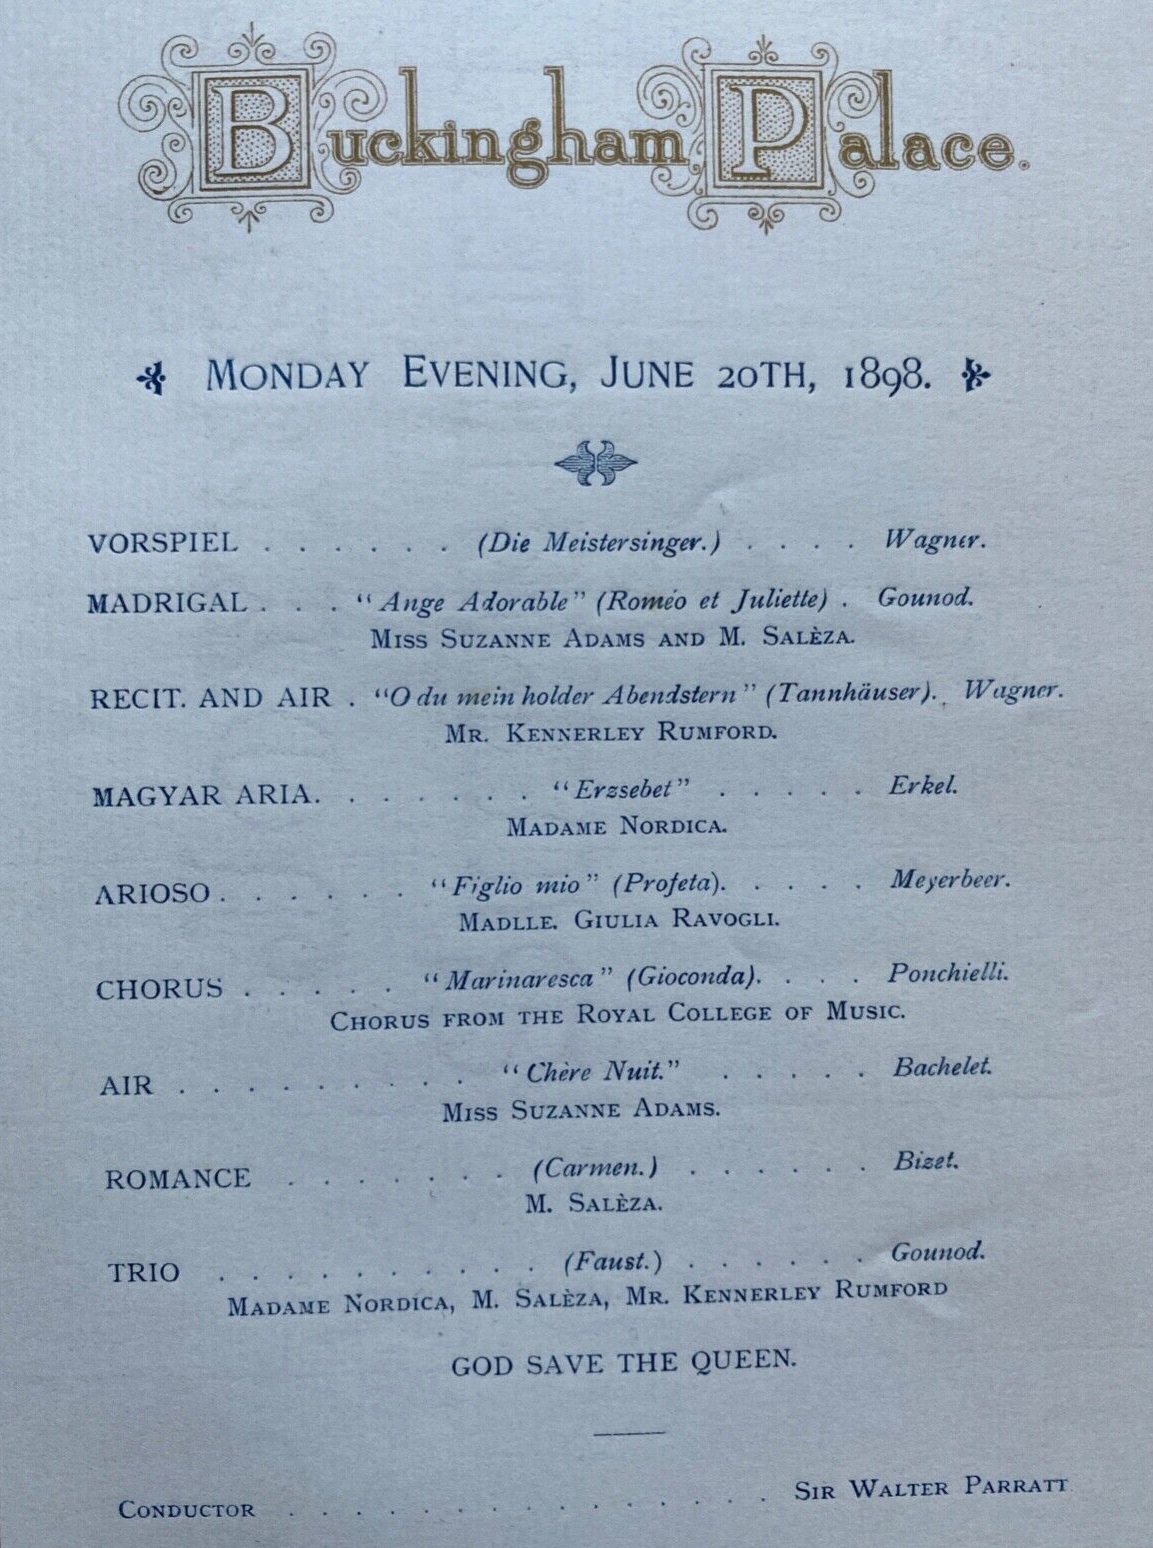 Buckingham Palace.
MONDAY EVENING, JUNE 20TH, 1898.
VORSPIEL . . . . . . (Die Meistersinger.) . . . . Wagner.
MADRIGAL . . . "Ange Adorable" (Roméo et Juliette) . Gounod.
MISS SUZANNE ADAMS AND M. SALÈZA.
RECIT. AND AIR . "O du mein holder Abendstern" (Tannhäuser). . Wagner.
MR. KENNERLEY RUMFORD.
MAGYAR ARIA. . . . . . . "Erzsebet" . . . . . Erkel.
MADAME NORDICA.
ARIOSO . . . . . . "Figlio mio" (Profeta). . . . . Meyerbeer.
MADLLE. GIULIA RAVOGLI.
CHORUS . . . . . "Marinaresca" (Gioconda). . . . Ponchielli.
CHORUS FROM THE ROYAL COLLEGE OF MUSIC.
AIR . . . . . . . . . "Chère Nuit." . . . . . Bachelet.
MISS SUZANNE ADAMS.
ROMANCE . . . . . . . (Carmen.) . . . . . . Bizet.
M. SALÈZA.
TRIO . . . . . . . . . . (Faust.) . . . . . . Gounod.
MADAME NORDICA, M. SALÈZA, MR. KENNERLEY RUMFORD
GOD SAVE THE QUEEN.
CONDUCTOR . . . . . . . . . . . . . . SIR WALTER PARRATT